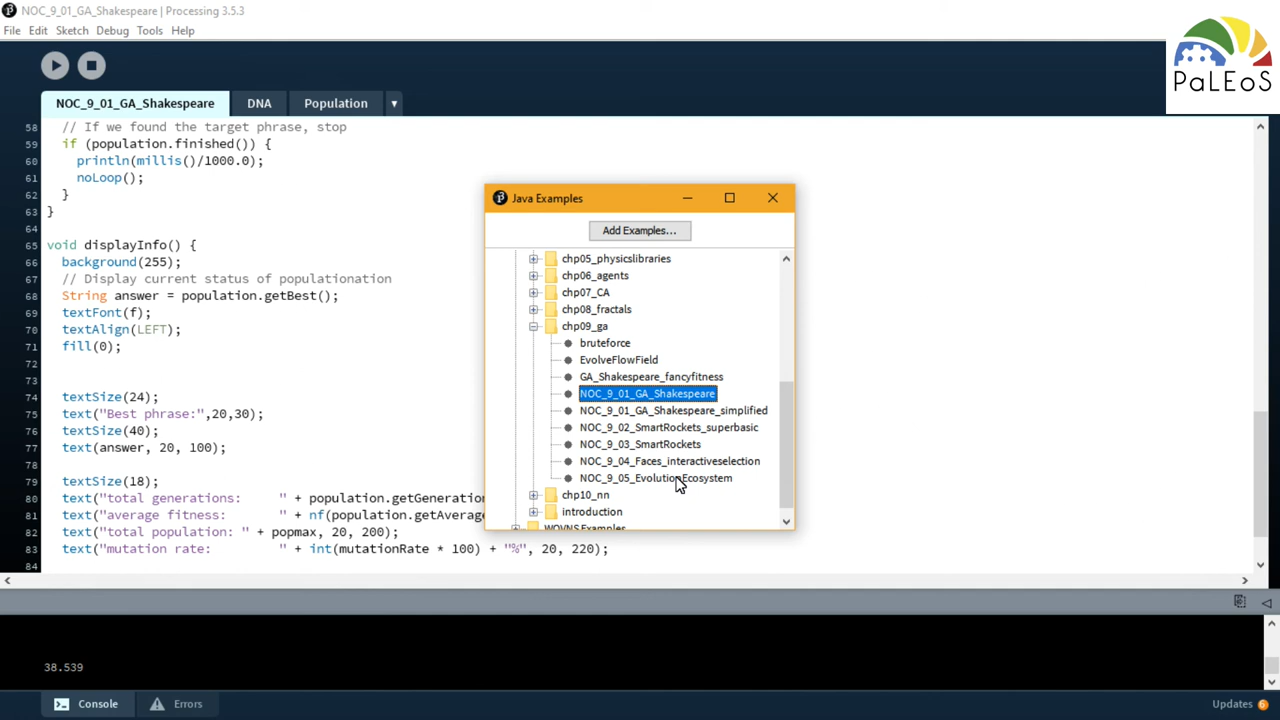 NOC_9_01_GA_Shakespeare | Processing 3.5.3
File Edit Sketch Debug Tools Help
PaLEoS
NOC_9_01_GA_Shakespeare DNA Population
58 // If we found the target phrase, stop
59 if (population.finished()) {
60 println(millis()/1000.0);
61 noLoop();
62 }
63 }
64
65 void displayInfo() {
66 background(255);
67 // Display current status of populationation
68 String answer = population.getBest();
69 textFont(f);
70 textAlign(LEFT);
71 fill(0);
72
73
74 textSize(24);
75 text("Best phrase:",20,30);
76 textSize(40);
77 text(answer, 20, 100);
78
79 textSize(18);
80 text("total generations: " + population.getGeneration
81 text("average fitness: " + nf(population.getAverage
82 text("total population: " + popmax, 20, 200);
83 text("mutation rate: " + int(mutationRate * 100) + "%", 20, 220);
84
Java Examples
Add Examples...
chp05_physicslibraries
chp06_agents
chp07_CA
chp08_fractals
chp09_ga
bruteforce
EvolveFlowField
GA_Shakespeare_fancyfitness
NOC_9_01_GA_Shakespeare
NOC_9_01_GA_Shakespeare_simplified
NOC_9_02_SmartRockets_superbasic
NOC_9_03_SmartRockets
NOC_9_04_Faces_interactiveselection
NOC_9_05_EvolutionEcosystem
chp10_nn
introduction
WOVNS Examples
38.539
Console Errors Updates 6